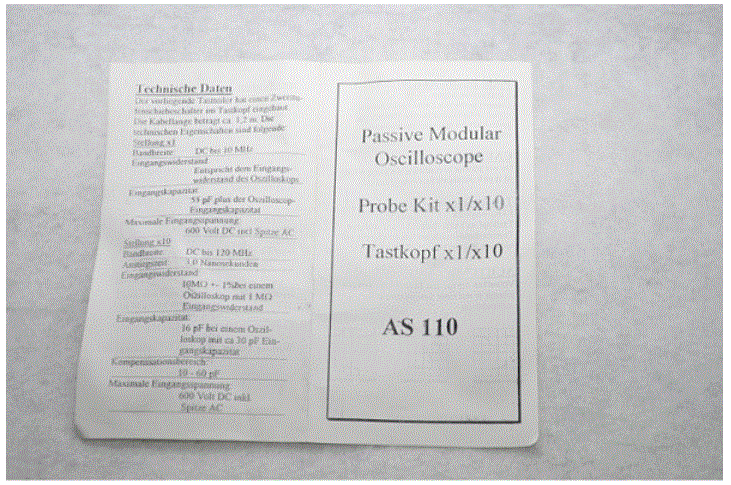 Technische Daten
Der vorliegende Tastteiler hat einen Zweistu-
fenschiebeschalter im Tastkopf eingebaut.
Die Kabellänge beträgt ca. 1,2 m. Die
technischen Eigenschaften sind folgende
Stellung x1
Bandbreite DC bis 10 MHz
Eingangswiderstand
Entspricht dem Eingangs-
widerstand des Oszilloskops
Eingangskapazität
55 pF plus der Oszilloscop-
Eingangskapazität
Maximale Eingangsspannung
600 Volt DC incl Spitze AC
Stellung x10
Bandbreite DC bis 120 MHz
Anstiegszeit 3,0 Nanosekunden
Eingangswiderstand
10MΩ +- 1%bei einem
Oszilloskop mit 1 MΩ
Eingangswiderstand
Eingangskapazität
16 pF bei einem Oszil-
loskop mit ca 30 pF Ein-
gangskapazität
Kompensationsbereich
10 - 60 pF
Maximale Eingangsspannung
600 Volt DC inkl.
Spitze AC
Passive Modular
Oscilloscope
Probe Kit x1/x10
Tastkopf x1/x10
AS 110